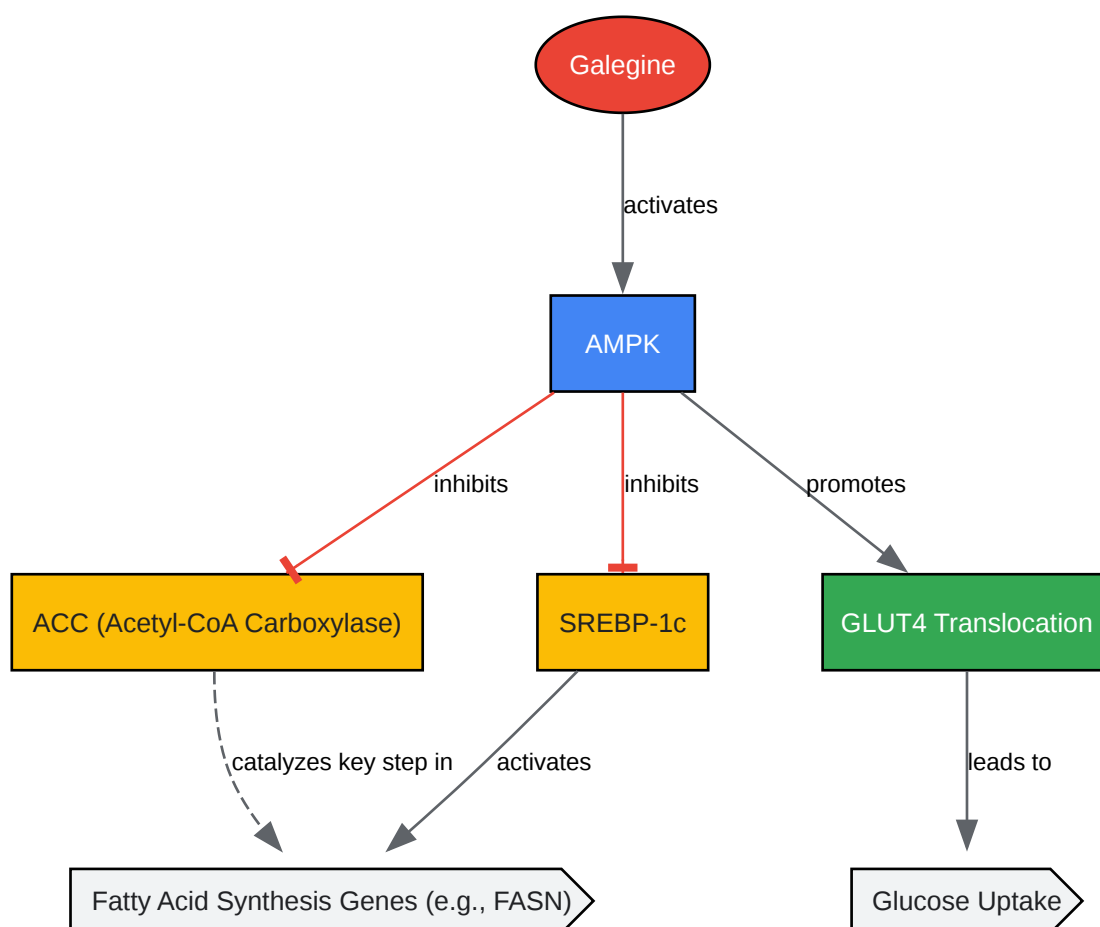 Galegine
activates
AMPK
inhibits
inhibits
promotes
ACC (Acetyl-CoA Carboxylase)
SREBP-1c
GLUT4 Translocation
catalyzes key step in
activates
leads to
Fatty Acid Synthesis Genes (e.g., FASN)
Glucose Uptake